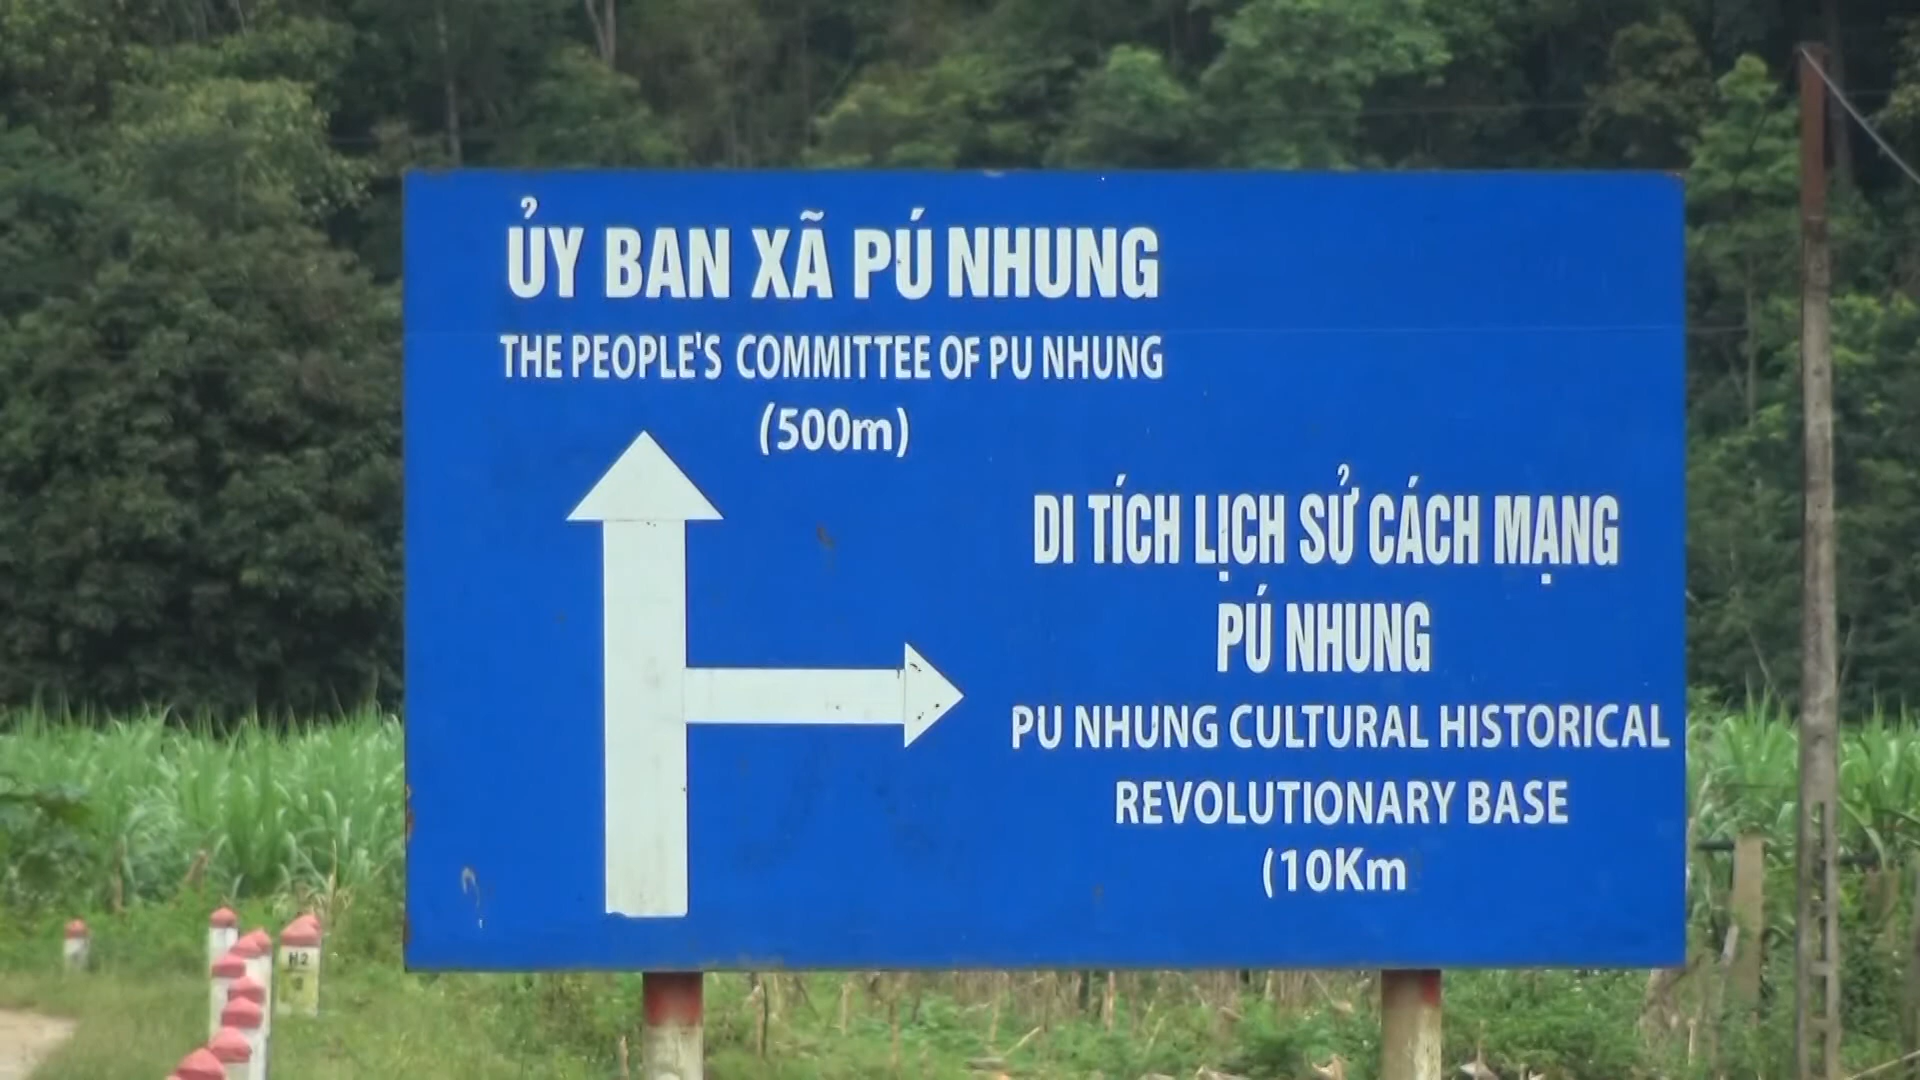 ỦY BAN XÃ PÚ NHUNG
THE PEOPLE'S COMMITTEE OF PU NHUNG
(500m)
DI TÍCH LỊCH SỬ CÁCH MẠNG
PÚ NHUNG
PU NHUNG CULTURAL HISTORICAL
REVOLUTIONARY BASE
(10Km
H2